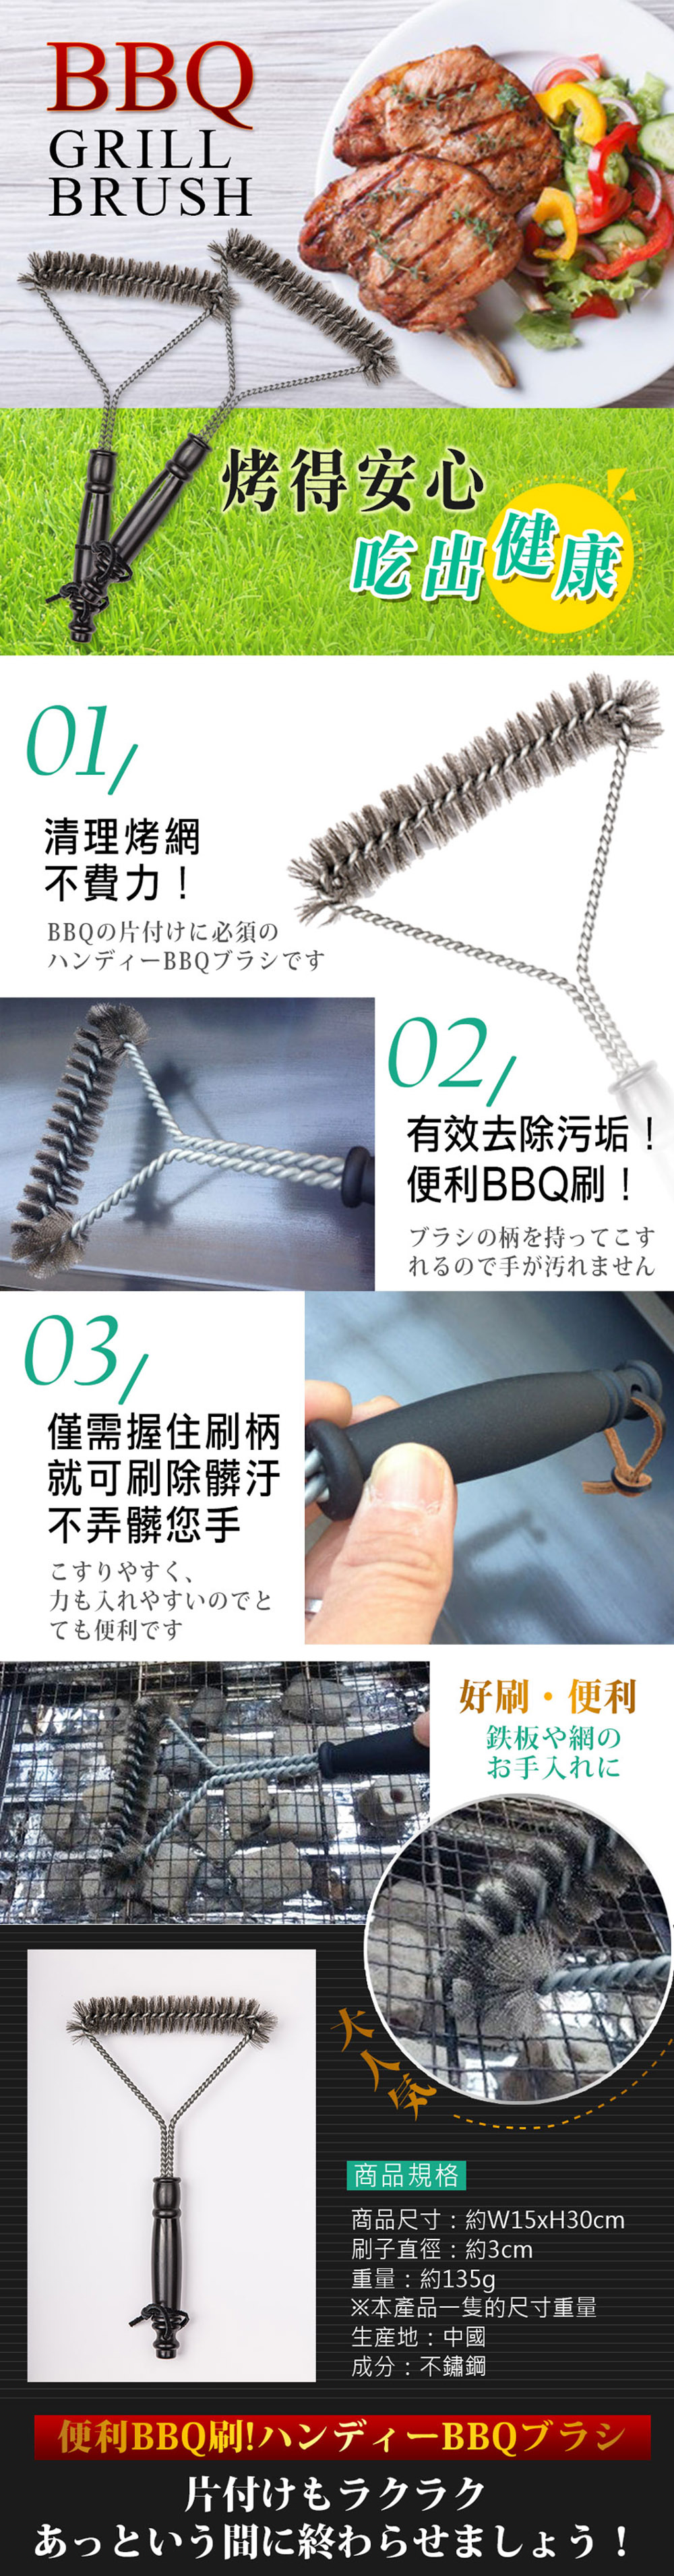 BBQ
GRILL
BRUSH
烤得安心
吃出健康
01/
清理烤網
不費力！
BBQの片付けに必須の
ハンディーBBQブラシです
02/
有效去除污垢！
便利BBQ刷！
ブラシの柄を持ってこす
れるので手が汚れません
03/
僅需握住刷柄
就可刷除髒汙
不弄髒您手
こすりやすく、
力も入れやすいのでと
ても便利です
好刷・便利
鉄板や網の
お手入れに
大人気
商品規格
商品尺寸：約W15xH30cm
刷子直徑：約3cm
重量：約135g
※本產品一隻的尺寸重量
生産地：中國
成分：不鏽鋼
便利BBQ刷!ハンディーBBQブラシ
片付けもラクラク
あっという間に終わらせましょう！